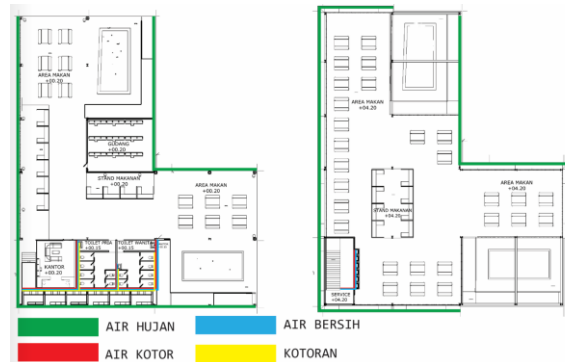 AREA MAKAN
+00.20
GUDANG
+00.20
STAND MAKANAN
+00.20
AREA MAKAN
+00.20
KANTOR
+00.20
TOILET PRIA
+00.15
TOILET WANITA
+00.15
AREA MAKAN
+04.20
STAND MAKANAN
+04.20
AREA MAKAN
+04.20
SERVICE
+04.20
AIR HUJAN
AIR BERSIH
AIR KOTOR
KOTORAN